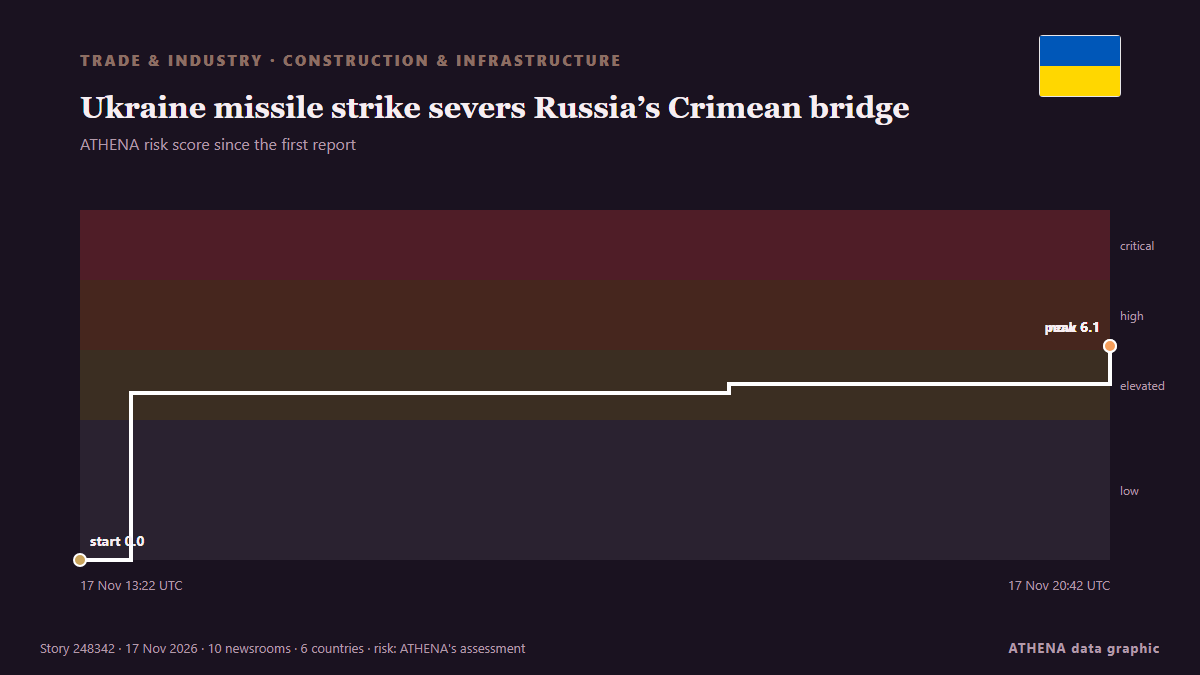 TRADE & INDUSTRY · CONSTRUCTION & INFRASTRUCTURE
Ukraine missile strike severs Russia’s Crimean bridge
ATHENA risk score since the first report
critical
high
peak 6.1
elevated
low
start 0.0
17 Nov 13:22 UTC
17 Nov 20:42 UTC
Story 248342 · 17 Nov 2026 · 10 newsrooms · 6 countries · risk: ATHENA's assessment
ATHENA data graphic